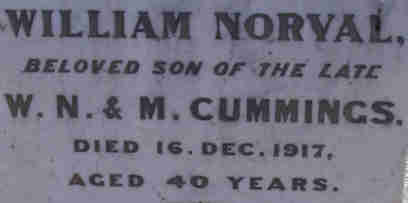 WILLIAM NORVAL,
BELOVED SON OF THE LATE
W. N. & M. CUMMINGS.
DIED 16. DEC. 1917,
AGED 40 YEARS.